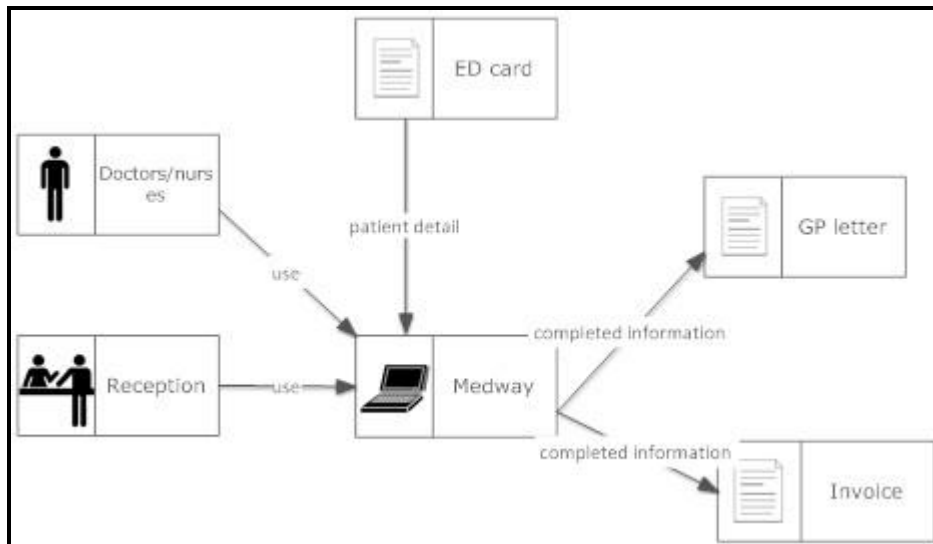 ED card
Doctors/nurs
es
patient detail
GP letter
use
completed information
Reception
use
Medway
completed information
Invoice